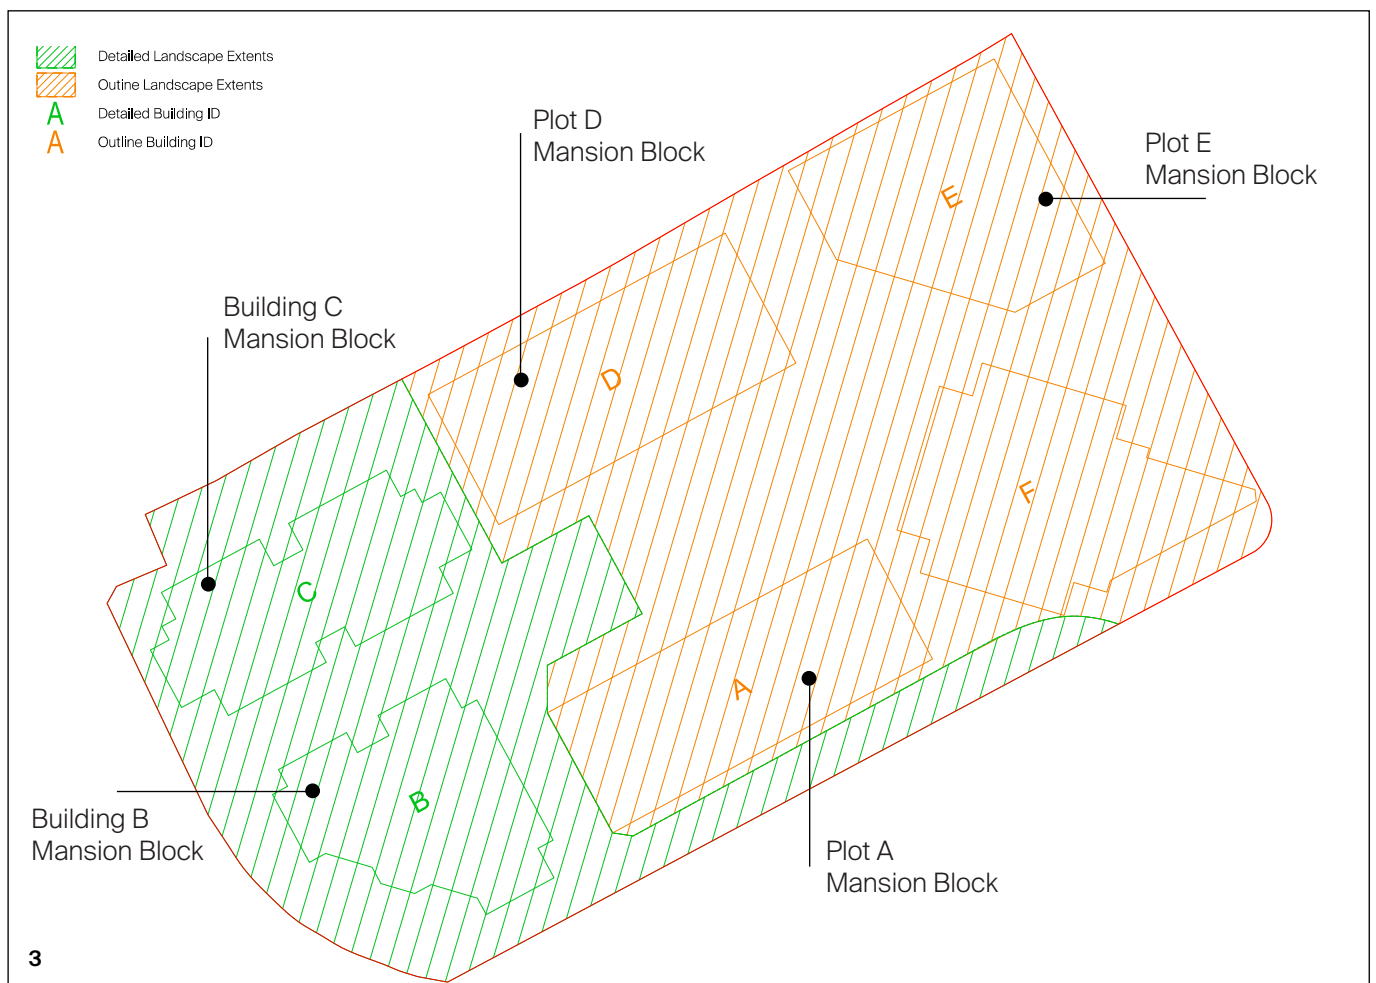 Detailed Landscape Extents
Outine Landscape Extents
A Detailed Building ID
A Outline Building ID
Plot D
Mansion Block
Plot E
Mansion Block
Building C
Mansion Block
E
D
F
C
A
B
Building B
Mansion Block
Plot A
Mansion Block
3